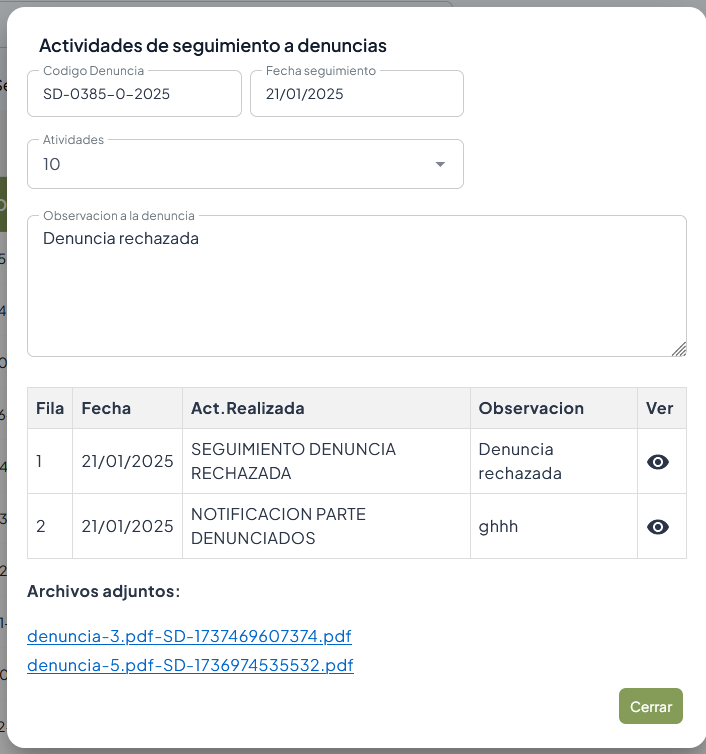 Actividades de seguimiento a denuncias
Codigo Denuncia
SD-0385-0-2025
Fecha seguimiento
21/01/2025
Atividades
10
Observacion a la denuncia
Denuncia rechazada
Fila Fecha Act.Realizada Observacion Ver
1 21/01/2025 SEGUIMIENTO DENUNCIA RECHAZADA Denuncia rechazada
2 21/01/2025 NOTIFICACION PARTE DENUNCIADOS ghhh
Archivos adjuntos:
denuncia-3.pdf-SD-1737469607374.pdf
denuncia-5.pdf-SD-1736974535532.pdf
Cerrar